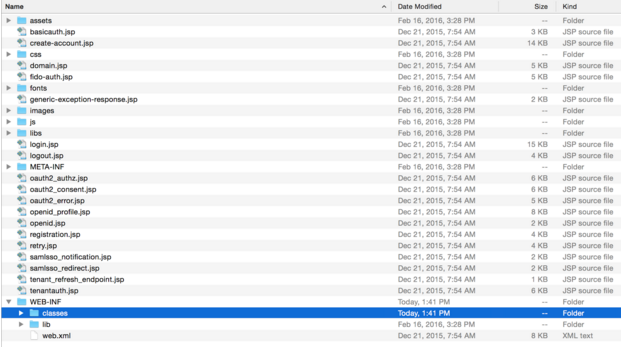 Name Date Modified Size Kind
assets Feb 16, 2016, 3:28 PM -- Folder
basicauth.jsp Dec 21, 2015, 7:54 AM 3 KB JSP source file
create-account.jsp Dec 21, 2015, 7:54 AM 14 KB JSP source file
css Feb 16, 2016, 3:28 PM -- Folder
domain.jsp Dec 21, 2015, 7:54 AM 5 KB JSP source file
fido-auth.jsp Dec 21, 2015, 7:54 AM 5 KB JSP source file
fonts Feb 16, 2016, 3:28 PM -- Folder
generic-exception-response.jsp Dec 21, 2015, 7:54 AM 2 KB JSP source file
images Feb 16, 2016, 3:28 PM -- Folder
js Feb 16, 2016, 3:28 PM -- Folder
libs Feb 16, 2016, 3:28 PM -- Folder
login.jsp Dec 21, 2015, 7:54 AM 15 KB JSP source file
logout.jsp Dec 21, 2015, 7:54 AM 4 KB JSP source file
META-INF Feb 16, 2016, 3:28 PM -- Folder
oauth2_authz.jsp Dec 21, 2015, 7:54 AM 6 KB JSP source file
oauth2_consent.jsp Dec 21, 2015, 7:54 AM 6 KB JSP source file
oauth2_error.jsp Dec 21, 2015, 7:54 AM 5 KB JSP source file
openid_profile.jsp Dec 21, 2015, 7:54 AM 8 KB JSP source file
openid.jsp Dec 21, 2015, 7:54 AM 2 KB JSP source file
registration.jsp Dec 21, 2015, 7:54 AM 4 KB JSP source file
retry.jsp Dec 21, 2015, 7:54 AM 4 KB JSP source file
samlsso_notification.jsp Dec 21, 2015, 7:54 AM 4 KB JSP source file
samlsso_redirect.jsp Dec 21, 2015, 7:54 AM 2 KB JSP source file
tenant_refresh_endpoint.jsp Dec 21, 2015, 7:54 AM 1 KB JSP source file
tenantauth.jsp Dec 21, 2015, 7:54 AM 6 KB JSP source file
WEB-INF Today, 1:41 PM -- Folder
classes Today, 1:41 PM -- Folder
lib Feb 16, 2016, 3:28 PM -- Folder
web.xml Dec 21, 2015, 7:54 AM 8 KB XML text